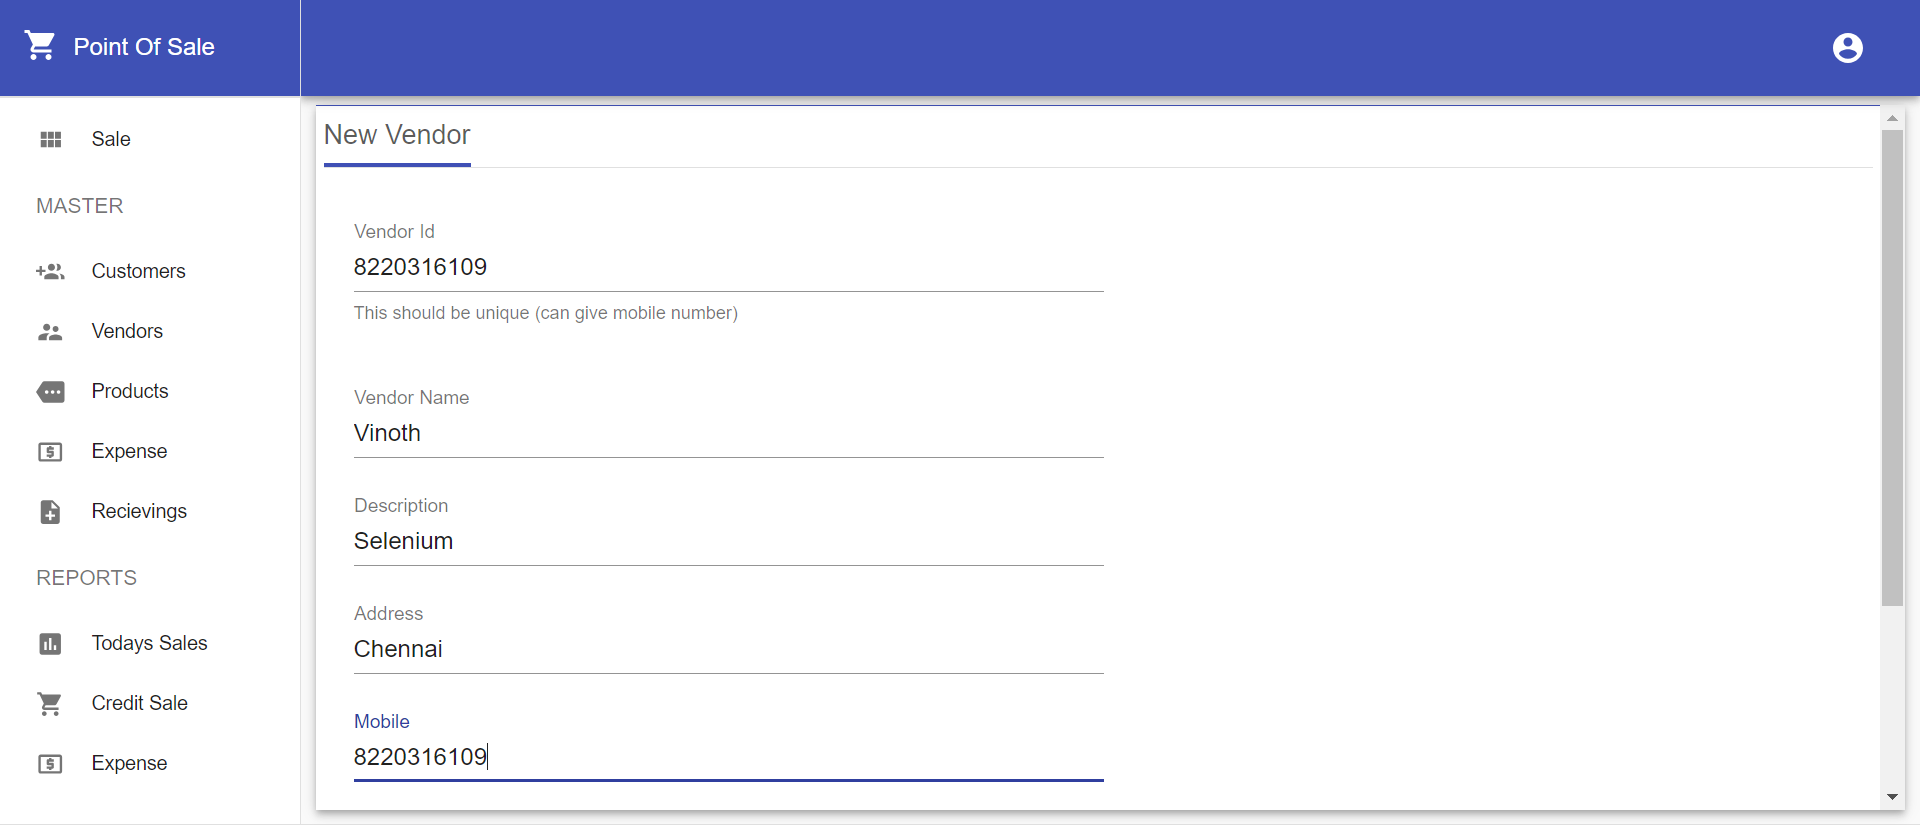 Point Of Sale
Sale
MASTER
Customers
Vendors
Products
Expense
Recievings
REPORTS
Todays Sales
Credit Sale
Expense
New Vendor
Vendor Id
8220316109
This should be unique (can give mobile number)
Vendor Name
Vinoth
Description
Selenium
Address
Chennai
Mobile
8220316109